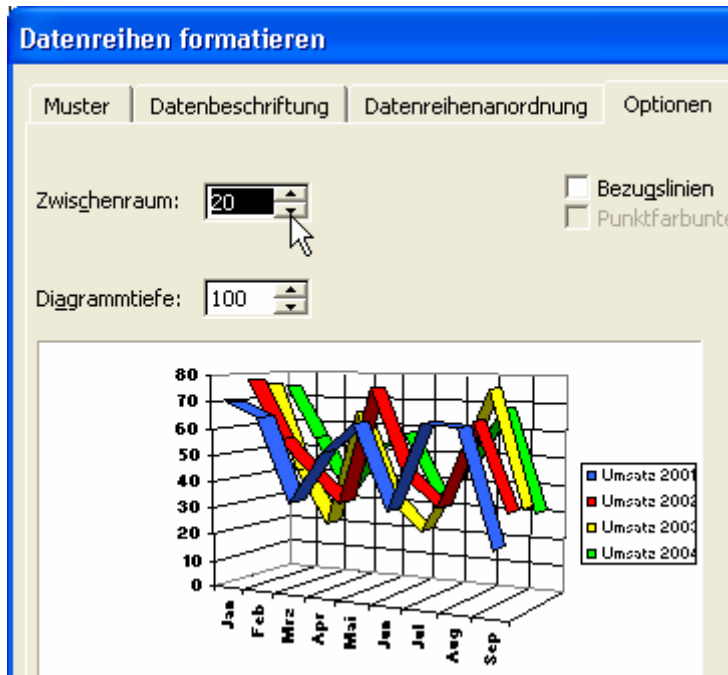 Datenreihen formatieren
Muster Datenbeschriftung Datenreihenanordnung Optionen
Zwischenraum: 20
Bezugslinien
Punktfarbunte
Diagrammtiefe: 100
80
70
60
50
40
30
20
10
0
Jan Feb Mrz Apr Mai Jun Jul Aug Sep
Umsatz 2001
Umsatz 2002
Umsatz 2003
Umsatz 2004